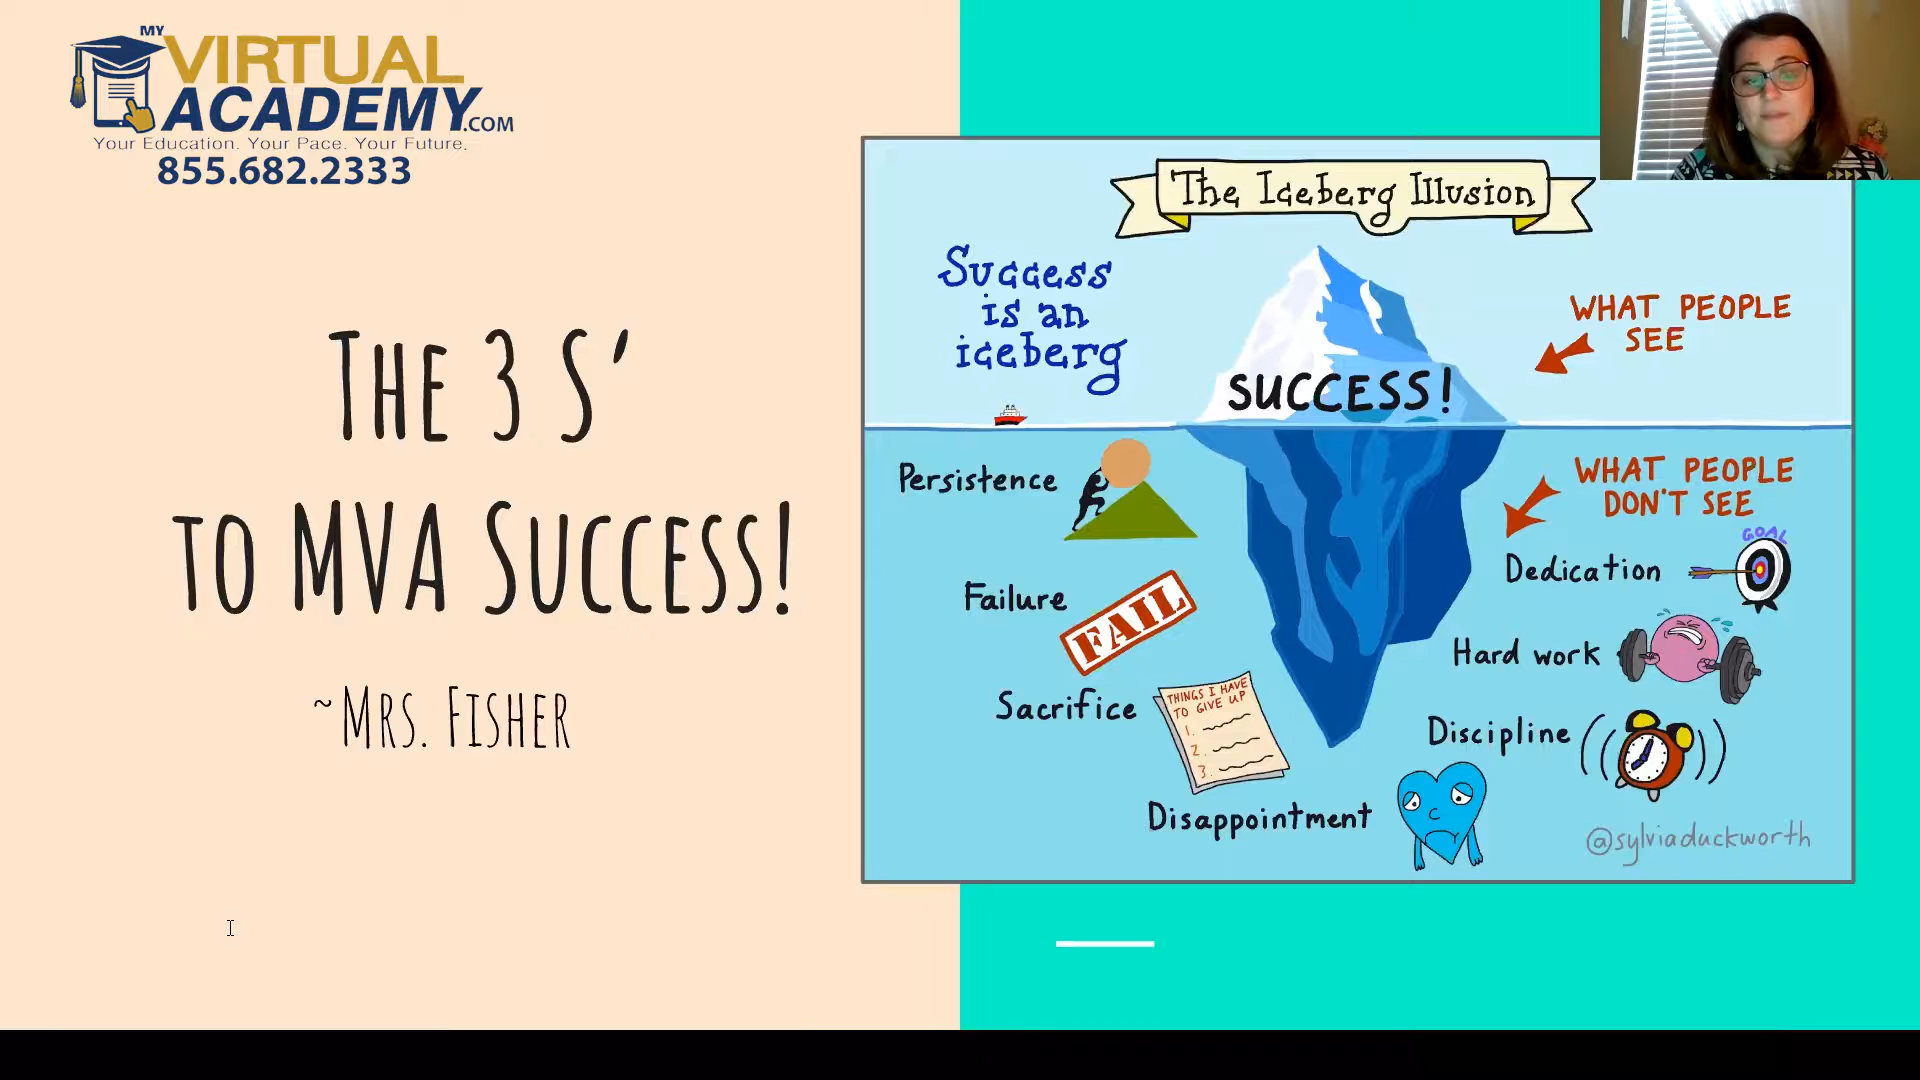 MY
VIRTUAL
ACADEMY.COM
Your Education. Your Pace. Your Future.
855.682.2333
The 3 S'
to MVA Success!
~Mrs. Fisher
The Iceberg Illusion
Success
is an
iceberg
WHAT PEOPLE
SEE
SUCCESS!
WHAT PEOPLE
DON'T SEE
Persistence
GOAL
Dedication
Failure
FAIL
Hard work
Sacrifice
THINGS I HAVE
TO GIVE UP
1.
2.
3.
Discipline
Disappointment
@sylviaduckworth